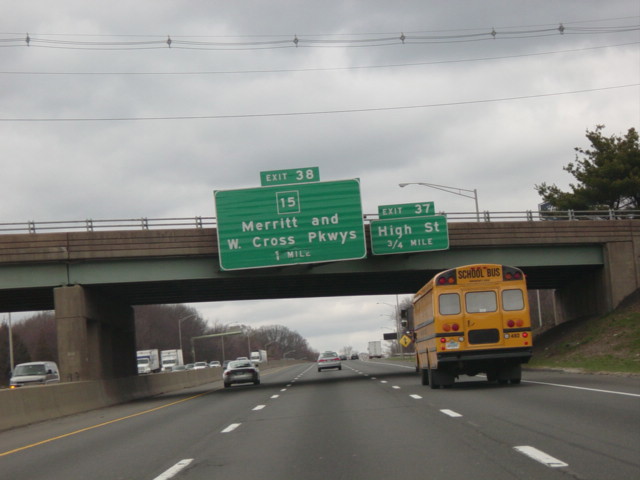 EXIT 38
15
Merritt and
W. Cross Pkwys
1 MILE
EXIT 37
High St
3/4 MILE
SCHOOL BUS